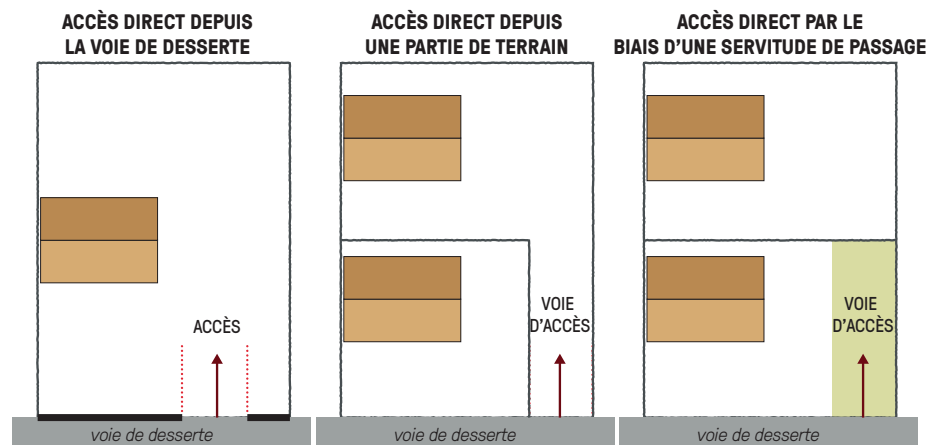 ACCÈS DIRECT DEPUIS
LA VOIE DE DESSERTE
ACCÈS
voie de desserte
ACCÈS DIRECT DEPUIS
UNE PARTIE DE TERRAIN
VOIE
D'ACCÈS
voie de desserte
ACCÈS DIRECT PAR LE
BIAIS D'UNE SERVITUDE DE PASSAGE
VOIE
D'ACCÈS
voie de desserte